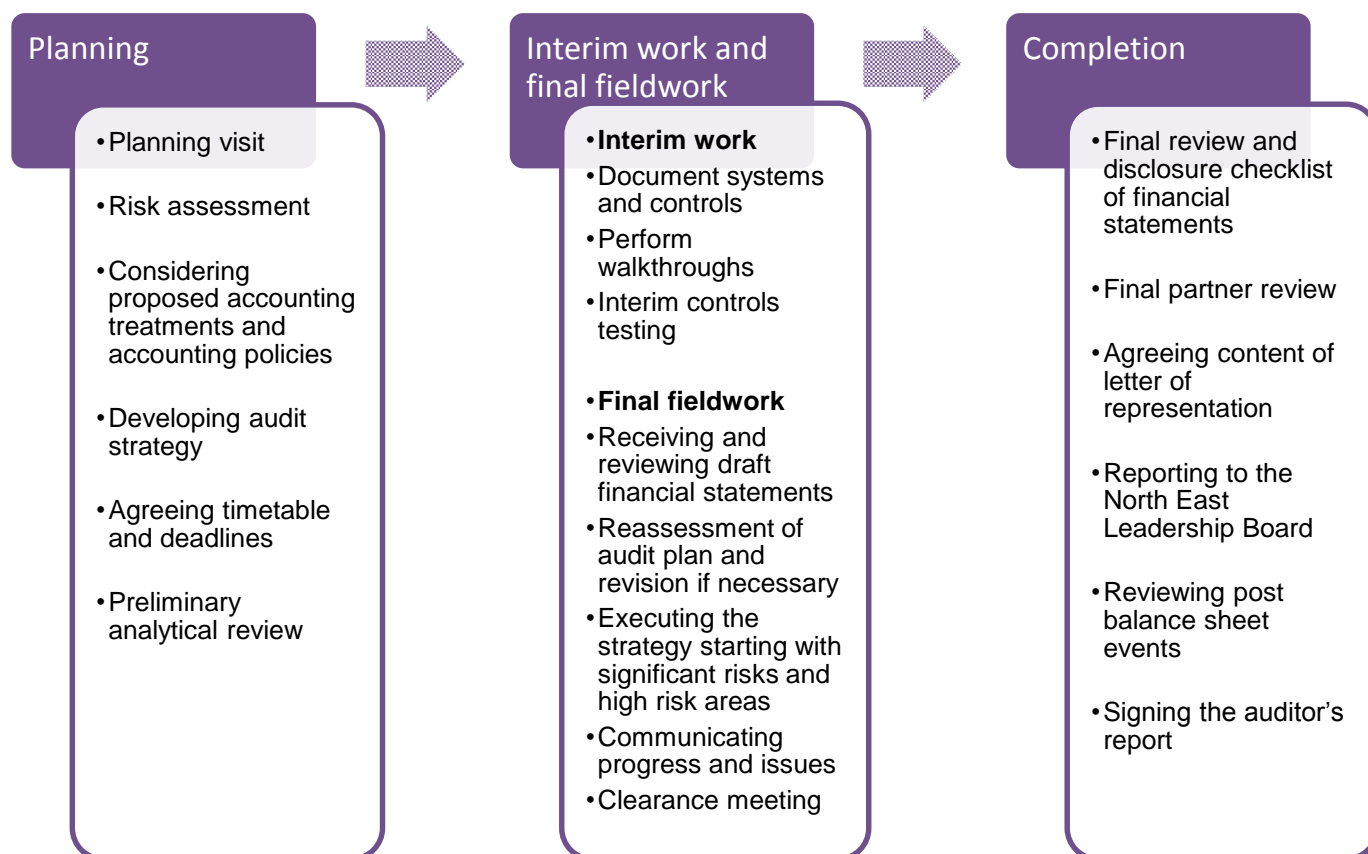 Planning
•Planning visit
•Risk assessment
•Considering
proposed accounting
treatments and
accounting policies
•Developing audit
strategy
•Agreeing timetable
and deadlines
•Preliminary
analytical review
Interim work and
final fieldwork
•Interim work
•Document systems
and controls
•Perform
walkthroughs
•Interim controls
testing
•Final fieldwork
•Receiving and
reviewing draft
financial statements
•Reassessment of
audit plan and
revision if necessary
•Executing the
strategy starting with
significant risks and
high risk areas
•Communicating
progress and issues
•Clearance meeting
Completion
•Final review and
disclosure checklist
of financial
statements
•Final partner review
•Agreeing content of
letter of
representation
•Reporting to the
North East
Leadership Board
•Reviewing post
balance sheet
events
•Signing the auditor’s
report